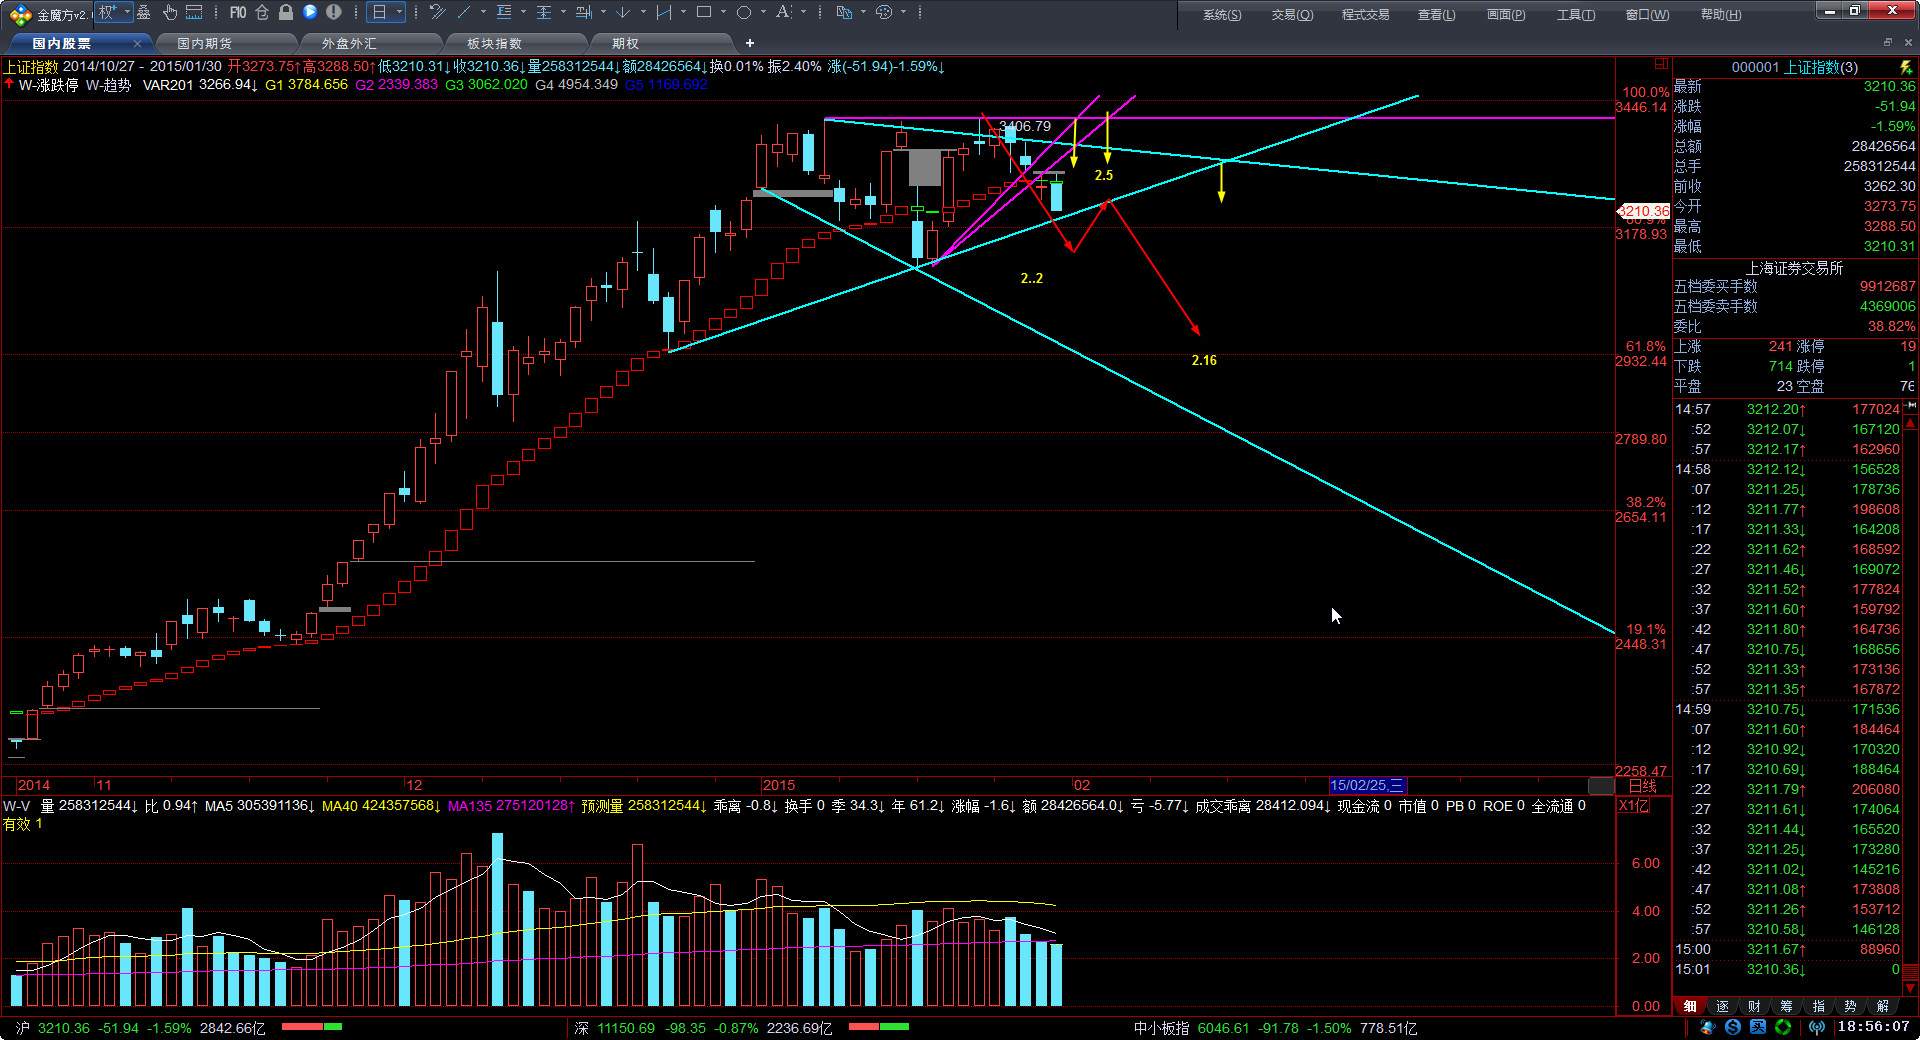 金魔方v2. 权 F10 日 A 系统(S) 交易(Q) 程式交易 查看(L) 画面(P) 工具(T) 窗口(W) 帮助(H)
国内股票 国内期货 外盘外汇 板块指数 期权 +
上证指数 2014/10/27 - 2015/01/30 开3273.75↑高3288.50↑低3210.31↓收3210.36↓量258312544↓额28426564↓换0.01% 振2.40% 涨(-51.94)-1.59%↓
W-涨跌停 W-趋势 VAR201 3266.94↓ G1 3784.656 G2 2339.383 G3 3062.020 G4 4954.349 G5 1169.692
100.0%
3446.14
3406.79
2.5
3210.36
3178.93
2..2
61.8%
2932.44
2.16
2789.80
38.2%
2654.11
19.1%
2448.31
2258.47
2014 11 12 2015 02 15/02/25,三 日线
W-V 量 258312544↓ 比 0.94↑ MA5 305391136↓ MA40 424357568↓ MA135 275120128↑ 预测量 258312544↓ 乖离 -0.8↓ 换手 0 季 34.3↓ 年 61.2↓ 涨幅 -1.6↓ 额 28426564.0↓ 亏 -5.77↓ 成交乖离 28412.094↓ 现金流 0 市值 0 PB 0 ROE 0 全流通 0
X1亿
有效 1
6.00
4.00
2.00
0.00
000001 上证指数(3)
最新 3210.36
涨跌 -51.94
涨幅 -1.59%
总额 28426564
总手 258312544
前收 3262.30
今开 3273.75
最高 3288.50
最低 3210.31
上海证券交易所
五档委买手数 9912687
五档委卖手数 4369006
委比 38.82%
上涨 241 涨停 19
下跌 714 跌停 1
平盘 23 空盘 76
14:57 3212.20↑ 177024
:52 3212.07↓ 167120
:57 3212.17↑ 162960
14:58 3212.12↓ 156528
:07 3211.25↓ 178736
:12 3211.77↑ 198608
:17 3211.33↓ 164208
:22 3211.62↑ 168592
:27 3211.46↓ 169072
:32 3211.52↑ 177824
:37 3211.60↑ 159792
:42 3211.80↑ 164736
:47 3210.75↓ 168656
:52 3211.33↑ 173136
:57 3211.35↑ 167872
14:59 3210.75↓ 171536
:07 3211.60↑ 184464
:12 3210.92↓ 170320
:17 3210.69↓ 188464
:22 3211.79↑ 206080
:27 3211.61↓ 174064
:32 3211.44↓ 165520
:37 3211.25↓ 173280
:42 3211.02↓ 145216
:47 3211.08↑ 173808
:52 3211.26↑ 153712
:57 3210.58↓ 146128
15:00 3211.67↑ 88960
15:01 3210.36↓ 0
细 逐 财 筹 指 势 解
沪 3210.36 -51.94 -1.59% 2842.66亿 深 11150.69 -98.35 -0.87% 2236.69亿 中小板指 6046.61 -91.78 -1.50% 778.51亿 买 18:56:07